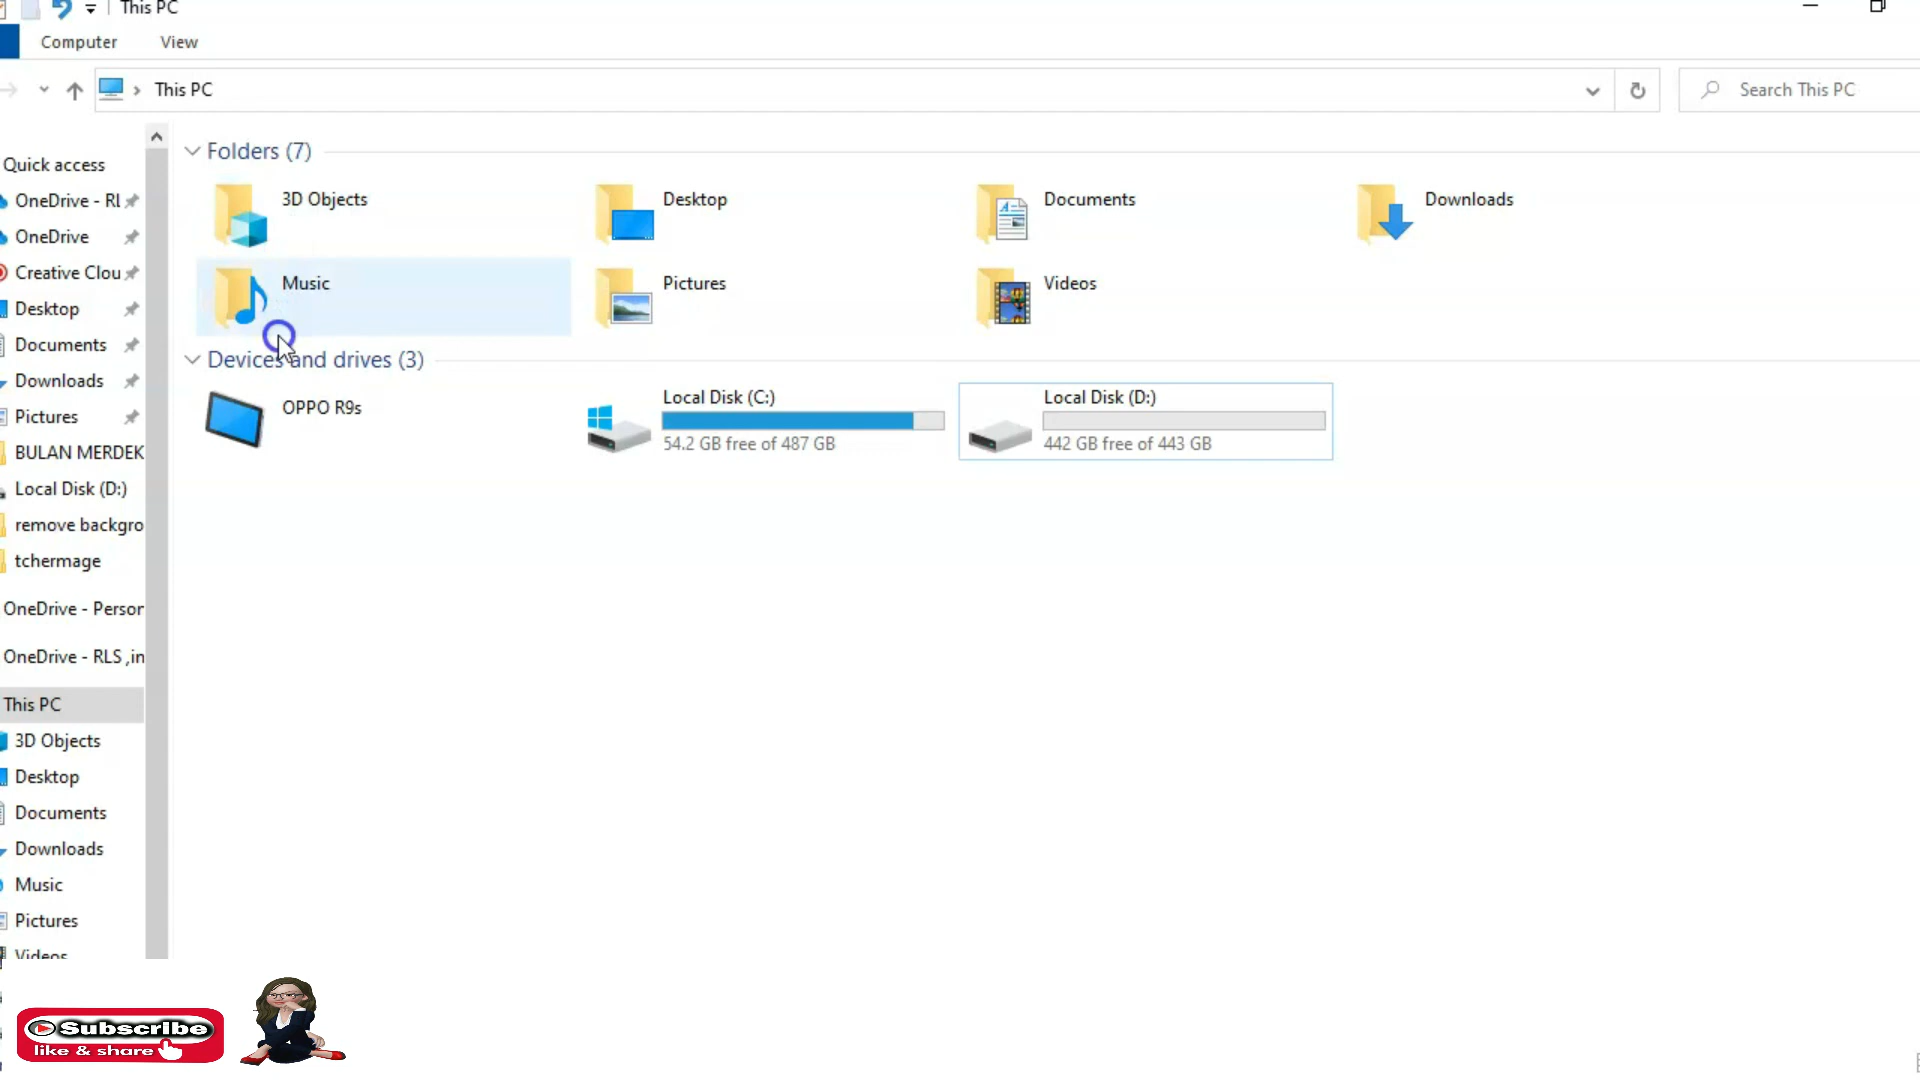 This PC
Computer
View
This PC
Search This PC
Quick access
OneDrive - RL
OneDrive
Creative Clou
Desktop
Documents
Downloads
Pictures
BULAN MERDEK
Local Disk (D:)
remove backgro
tchermage
OneDrive - Person
OneDrive - RLS ,in
This PC
3D Objects
Desktop
Documents
Downloads
Music
Pictures
Videos
Folders (7)
3D Objects
Desktop
Documents
Downloads
Music
Pictures
Videos
Devices and drives (3)
OPPO R9s
Local Disk (C:)
54.2 GB free of 487 GB
Local Disk (D:)
442 GB free of 443 GB
Subscribe
like & share